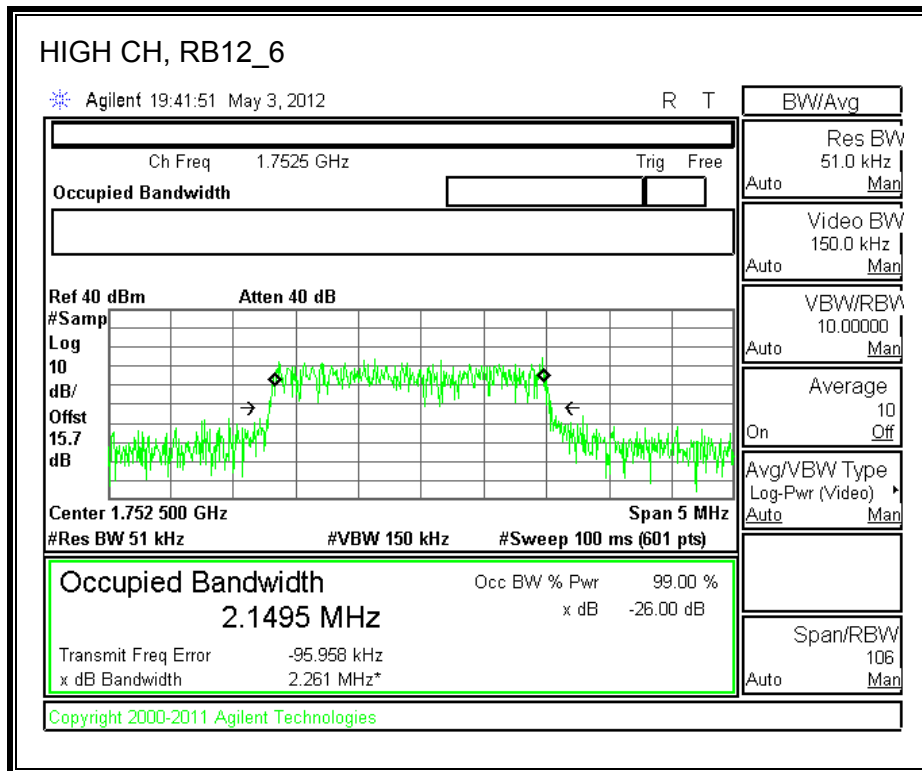 HIGH CH, RB12_6
Agilent 19:41:51 May 3, 2012 R T
BW/Avg
Ch Freq 1.7525 GHz Trig Free
Occupied Bandwidth
Res BW
51.0 kHz
Auto Man
Video BW
150.0 kHz
Auto Man
VBW/RBW
10.00000
Auto Man
Average
10
On Off
Avg/VBW Type
Log-Pwr (Video)
Auto Man
Span/RBW
106
Auto Man
Ref 40 dBm Atten 40 dB
#Samp
Log
10
dB/
Offst
15.7
dB
Center 1.752 500 GHz Span 5 MHz
#Res BW 51 kHz #VBW 150 kHz #Sweep 100 ms (601 pts)
Occupied Bandwidth
2.1495 MHz
Occ BW % Pwr 99.00 %
x dB -26.00 dB
Transmit Freq Error -95.958 kHz
x dB Bandwidth 2.261 MHz*
Copyright 2000-2011 Agilent Technologies